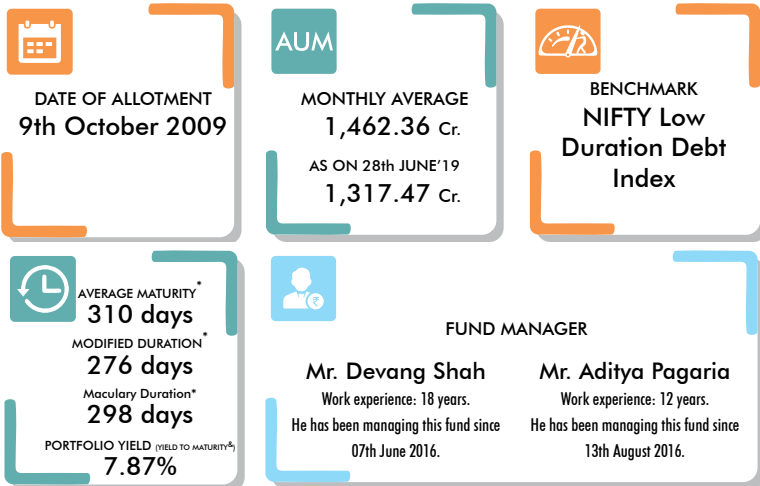 DATE OF ALLOTMENT
9th October 2009
AUM
MONTHLY AVERAGE
1,462.36 Cr.
AS ON 28th JUNE'19
1,317.47 Cr.
BENCHMARK
NIFTY Low
Duration Debt
Index
AVERAGE MATURITY*
310 days
MODIFIED DURATION*
276 days
Maculary Duration*
298 days
PORTFOLIO YIELD (YIELD TO MATURITY&)
7.87%
₹
FUND MANAGER
Mr. Devang Shah
Work experience: 18 years.
He has been managing this fund since
07th June 2016.
Mr. Aditya Pagaria
Work experience: 12 years.
He has been managing this fund since
13th August 2016.